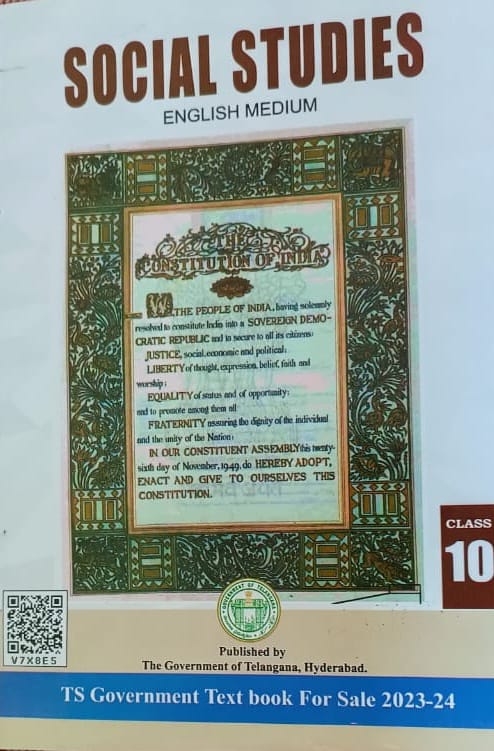 SOCIAL STUDIES
ENGLISH MEDIUM
THE
CONSTITUTION OF INDIA
WE, THE PEOPLE OF INDIA, having solemnly
resolved to constitute India into a SOVEREIGN DEMO-
CRATIC REPUBLIC and to secure to all its citizens:
JUSTICE, social, economic and political;
LIBERTY of thought, expression, belief, faith and
worship;
EQUALITY of status and of opportunity;
and to promote among them all
FRATERNITY assuring the dignity of the individual
and the unity of the Nation;
IN OUR CONSTITUENT ASSEMBLY this twenty-
sixth day of November, 1949, do HEREBY ADOPT,
ENACT AND GIVE TO OURSELVES THIS
CONSTITUTION.
CLASS
10
V7X8E5
GOVERNMENT OF TELANGANA
Published by
The Government of Telangana, Hyderabad.
TS Government Text book For Sale 2023-24